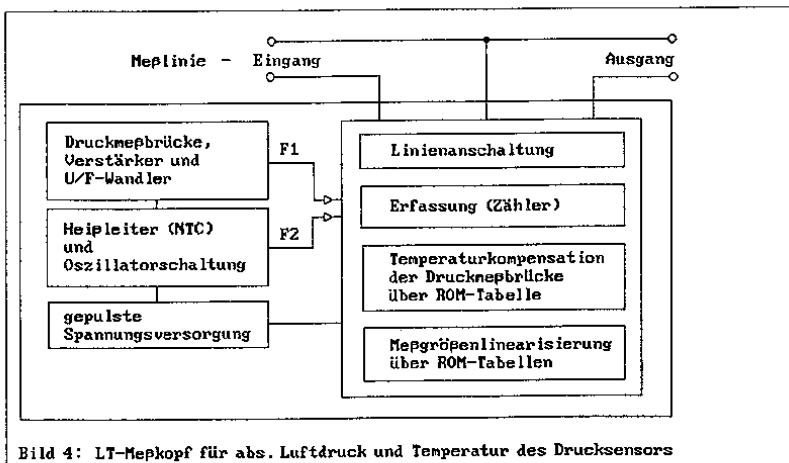 Meßlinie - Eingang
Ausgang
Druckmeßbrücke,
Verstärker und
U/F-Wandler
F1
Heißleiter (NTC)
und
Oszillatorschaltung
F2
gepulste
Spannungsversorgung
Linienanschaltung
Erfassung (Zähler)
Temperaturkompensation
der Druckmeßbrücke
über ROM-Tabelle
Meßgrößenlinearisierung
über ROM-Tabellen
Bild 4: LT-Meßkopf für abs. Luftdruck und Temperatur des Drucksensors